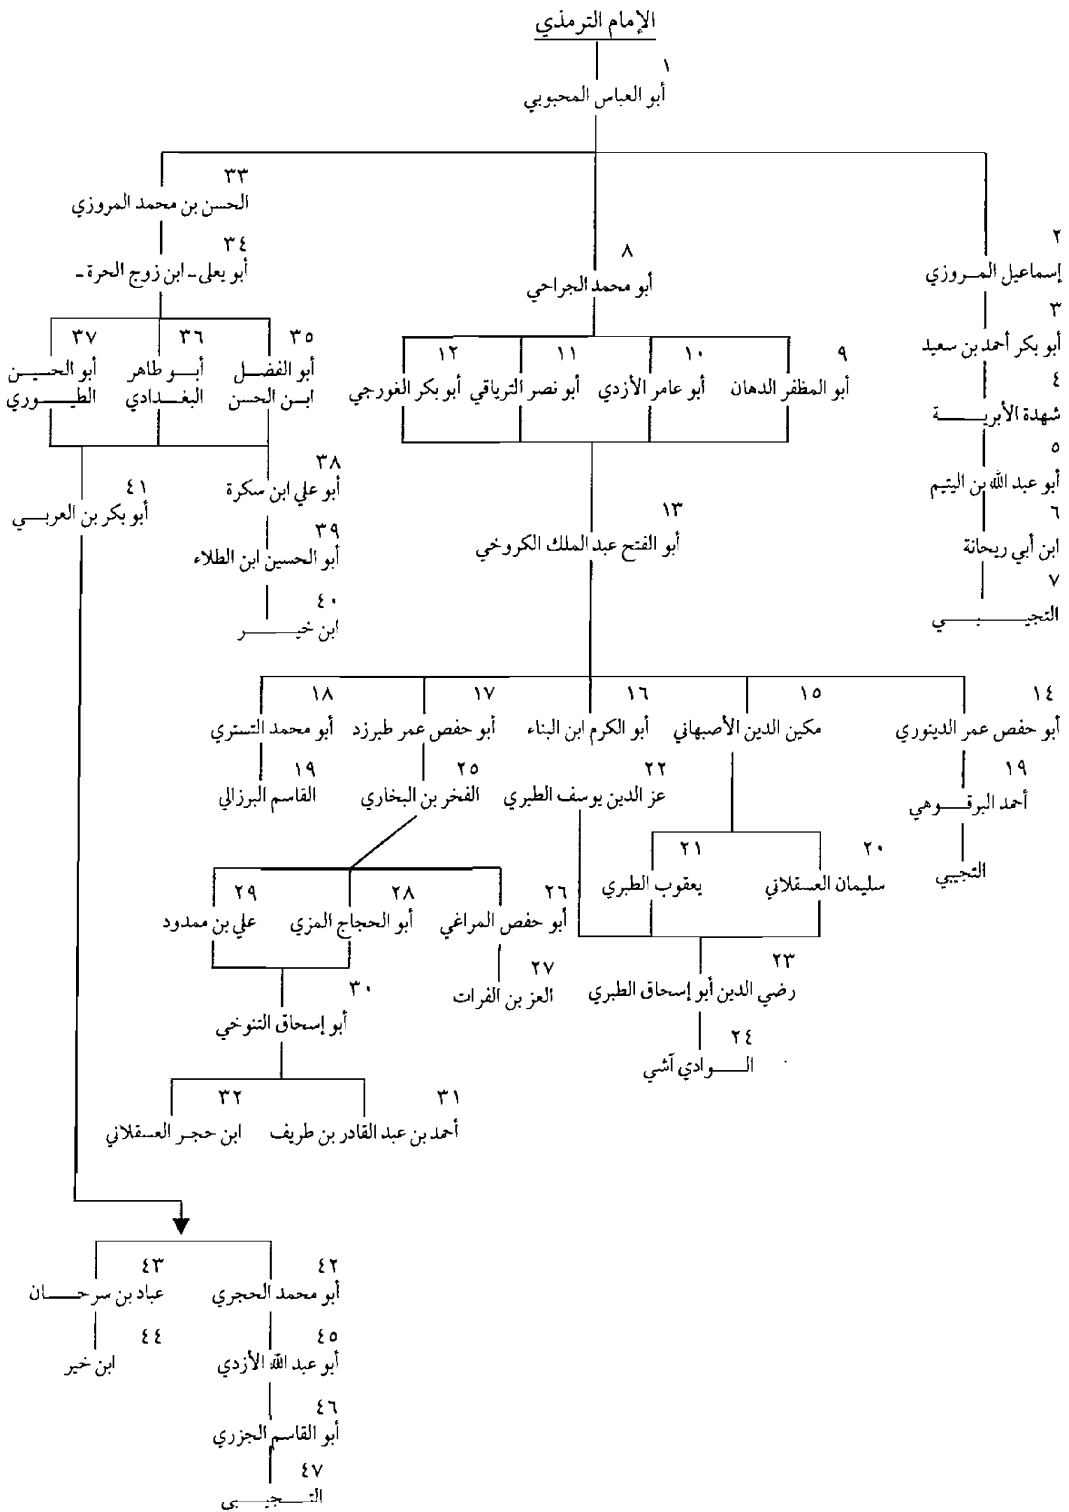 الإمام الترمذي
١
أبو العباس المحبوبي
٢
إسماعيل المروزي
٣
أبو بكر أحمد بن سعيد
٤
شهدة الأبرية
٥
أبو عبد الله بن اليتيم
٦
ابن أبي ريحانة
٧
التجيبي
٨
أبو محمد الجراحي
٩
أبو المظفر الدهان
١٠
أبو عامر الأزدي
١١
أبو نصر الترياقي
١٢
أبو بكر الغورجي
١٣
أبو الفتح عبد الملك الكروخي
١٤
أبو حفص عمر الدينوري
١٩
أحمد البرقوهي
التجيبي
١٥
مكين الدين الأصبهاني
١٦
أبو الكرم ابن البناء
١٧
أبو حفص عمر طبرزد
١٨
أبو محمد التستري
١٩
القاسم البرزالي
٢٠
سليمان العسقلاني
٢١
يعقوب الطبري
٢٢
عز الدين يوسف الطبري
٢٣
رضي الدين أبو إسحاق الطبري
٢٤
الوادي آشي
٢٥
الفخر بن البخاري
٢٦
أبو حفص المراغي
٢٧
العز بن الفرات
٢٨
أبو الحجاج المزي
٢٩
علي بن ممدود
٣٠
أبو إسحاق التنوخي
٣١
أحمد بن عبد القادر بن طريف
٣٢
ابن حجر العسقلاني
٣٣
الحسن بن محمد المروزي
٣٤
أبو يعلى - ابن زوج الحرة -
٣٥
أبو الفضل
ابن الحسن
٣٦
أبو طاهر
البغدادي
٣٧
أبو الحسين
الطيوري
٣٨
أبو علي ابن سكرة
٣٩
أبو الحسين ابن الطلاء
٤٠
ابن خير
٤١
أبو بكر بن العربي
٤٢
أبو محمد الحجري
٤٣
عباد بن سرحان
٤٤
ابن خير
٤٥
أبو عبد الله الأزدي
٤٦
أبو القاسم الجزري
٤٧
التجيبي